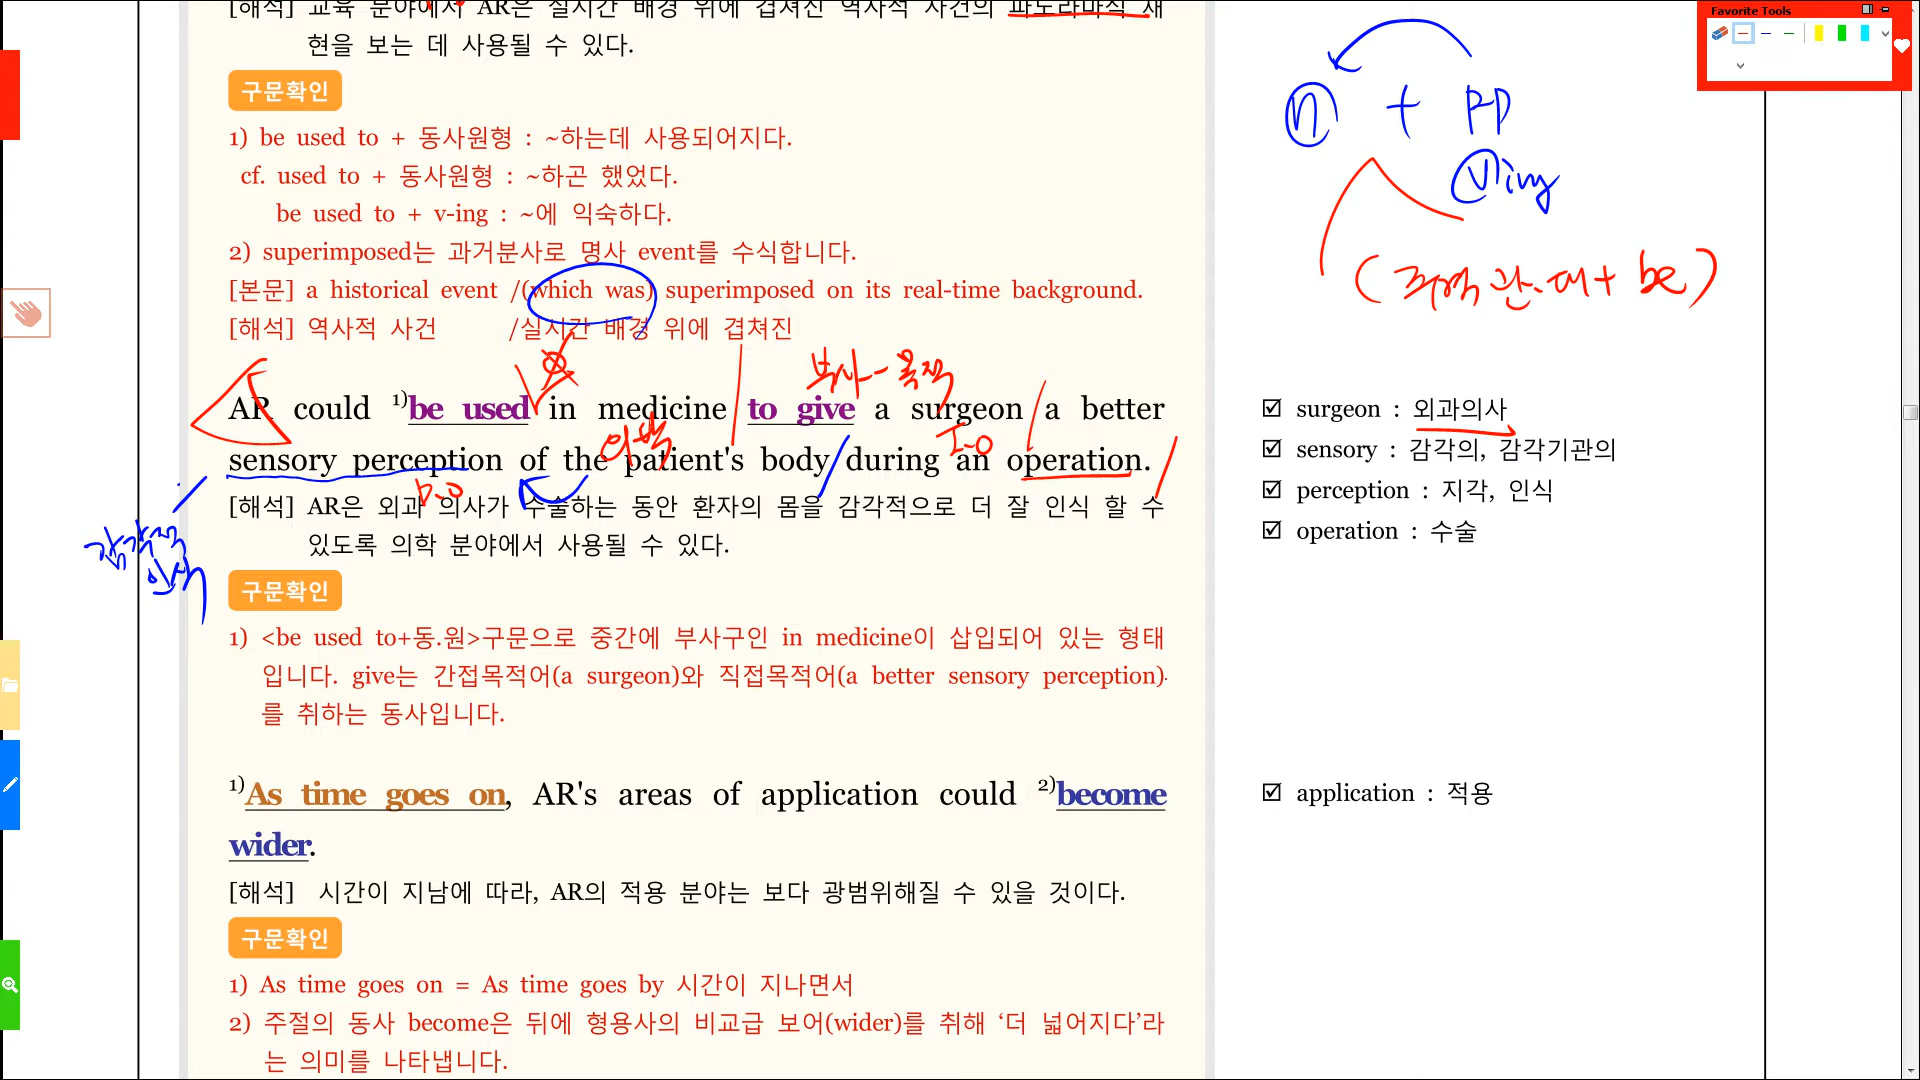 [해석] 교육 분야에서 AR은 실시간 배경 위에 겹쳐진 역사적 사건의 파노라마식 재
현을 보는 데 사용될 수 있다.
Favorite Tools
구문확인
1) be used to + 동사원형 : ~하는데 사용되어지다.
cf. used to + 동사원형 : ~하곤 했었다.
be used to + v-ing : ~에 익숙하다.
2) superimposed는 과거분사로 명사 event를 수식합니다.
[본문] a historical event /(which was) superimposed on its real-time background.
[해석] 역사적 사건 /실시간 배경 위에 겹쳐진
n + pp
ving
(주격 관.대+ be)
부사-목적
AR could 1)be used in medicine to give a surgeon a better
의학
I.O
sensory perception of the patient's body during an operation.
D.O
[해석] AR은 외과 의사가 수술하는 동안 환자의 몸을 감각적으로 더 잘 인식 할 수
있도록 의학 분야에서 사용될 수 있다.
감각적
인식
☑ surgeon : 외과의사
☑ sensory : 감각의, 감각기관의
☑ perception : 지각, 인식
☑ operation : 수술
구문확인
1) <be used to+동.원>구문으로 중간에 부사구인 in medicine이 삽입되어 있는 형태
입니다. give는 간접목적어(a surgeon)와 직접목적어(a better sensory perception)
를 취하는 동사입니다.
1)As time goes on, AR's areas of application could 2)become
wider.
☑ application : 적용
[해석] 시간이 지남에 따라, AR의 적용 분야는 보다 광범위해질 수 있을 것이다.
구문확인
1) As time goes on = As time goes by 시간이 지나면서
2) 주절의 동사 become은 뒤에 형용사의 비교급 보어(wider)를 취해 ‘더 넓어지다’라
는 의미를 나타냅니다.